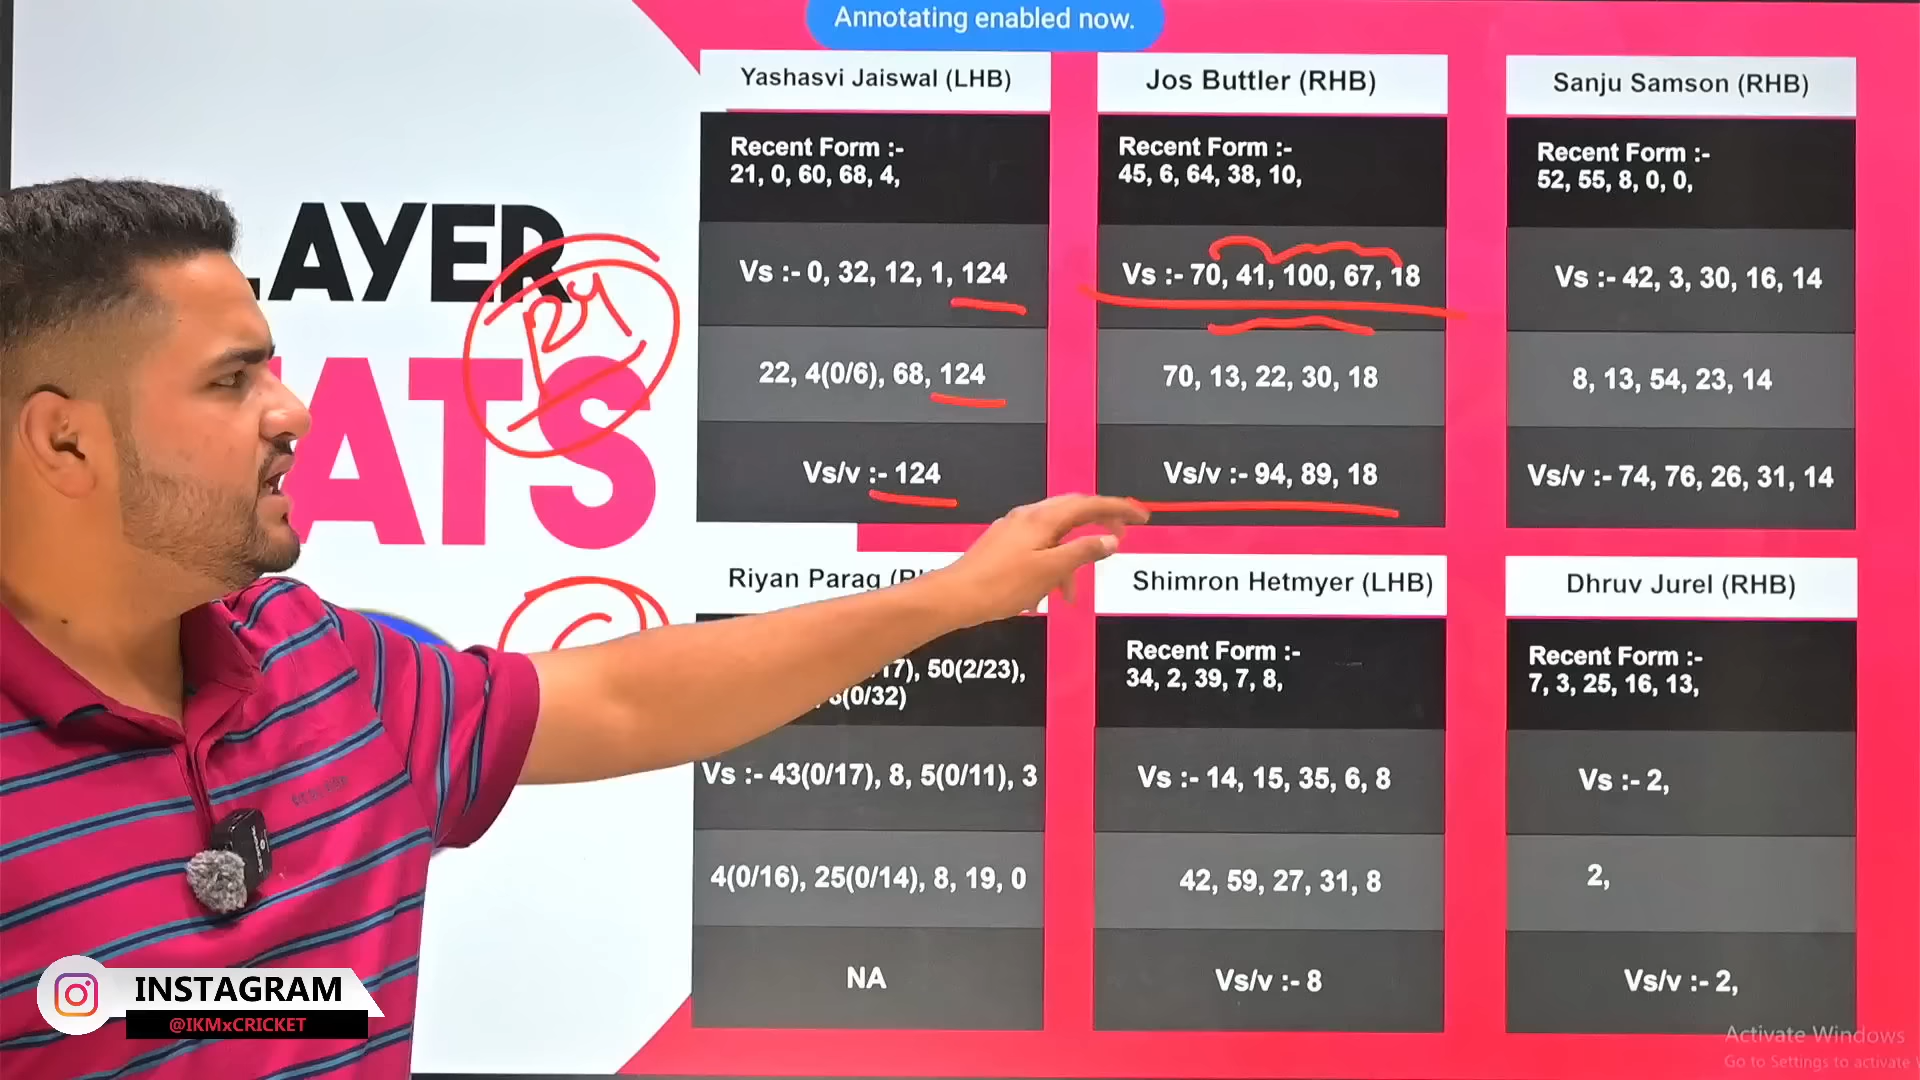 Annotating enabled now.
LAYER
ATS
Yashasvi Jaiswal (LHB)
Recent Form :-
21, 0, 60, 68, 4,
Vs :- 0, 32, 12, 1, 124
22, 4(0/6), 68, 124
Vs/v :- 124
Jos Buttler (RHB)
Recent Form :-
45, 6, 64, 38, 10,
Vs :- 70, 41, 100, 67, 18
70, 13, 22, 30, 18
Vs/v :- 94, 89, 18
Sanju Samson (RHB)
Recent Form :-
52, 55, 8, 0, 0,
Vs :- 42, 3, 30, 16, 14
8, 13, 54, 23, 14
Vs/v :- 74, 76, 26, 31, 14
Riyan Parag
50(2/23),
(0/32)
Vs :- 43(0/17), 8, 5(0/11), 3
4(0/16), 25(0/14), 8, 19, 0
NA
Shimron Hetmyer (LHB)
Recent Form :-
34, 2, 39, 7, 8,
Vs :- 14, 15, 35, 6, 8
42, 59, 27, 31, 8
Vs/v :- 8
Dhruv Jurel (RHB)
Recent Form :-
7, 3, 25, 16, 13,
Vs :- 2,
2,
Vs/v :- 2,
INSTAGRAM
@IKMxCRICKET
Activate Windows
Go to Settings to activate